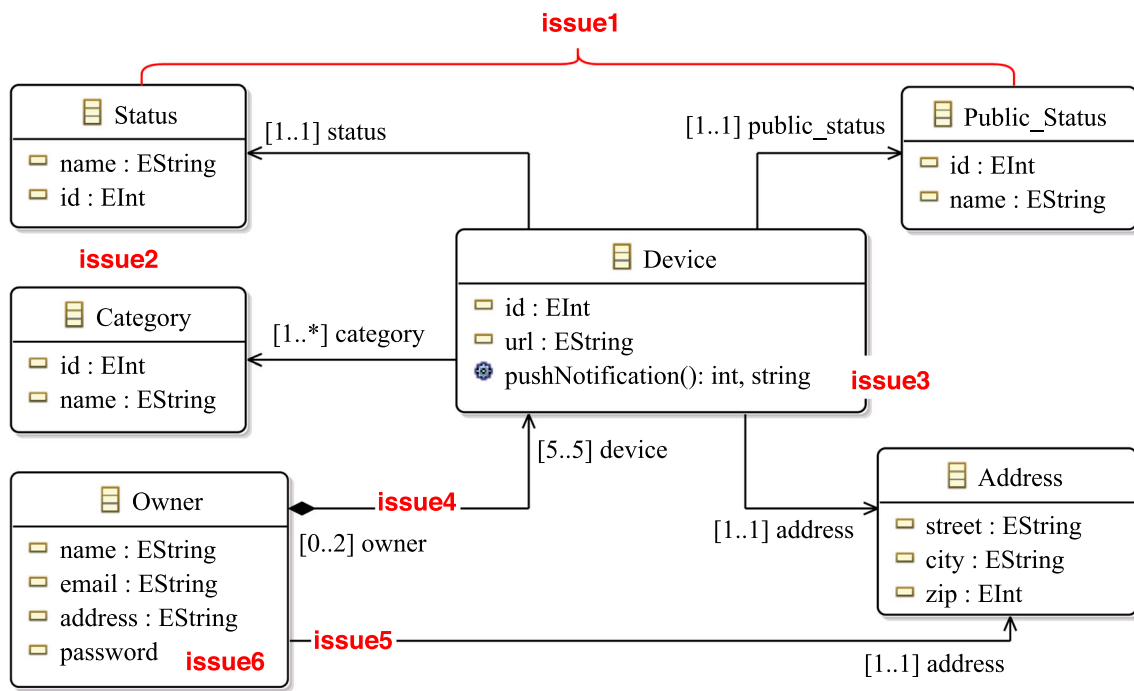 issue1
Status
name : EString
id : EInt
[1..1] status
[1..1] public_status
Public_Status
id : EInt
name : EString
issue2
Category
id : EInt
name : EString
[1..*] category
Device
id : EInt
url : EString
pushNotification(): int, string
issue3
[5..5] device
issue4
[0..2] owner
Owner
name : EString
email : EString
address : EString
password
issue6
issue5
[1..1] address
Address
street : EString
city : EString
zip : EInt
[1..1] address